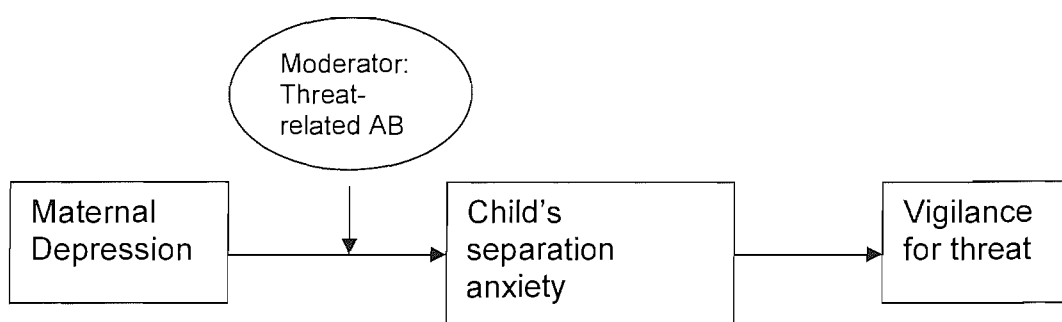 Moderator:
Threat-
related AB
Maternal
Depression
Child's
separation
anxiety
Vigilance
for threat